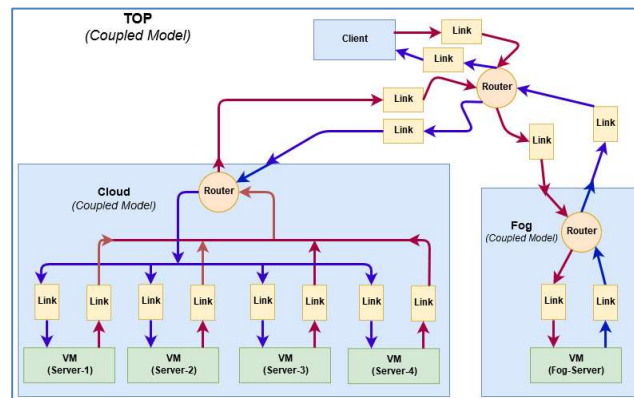 TOP
(Coupled Model)
Client
Link
Link
Router
Link
Link
Link
Link
Cloud
(Coupled Model)
Router
Fog
(Coupled Model)
Router
Link
Link
Link
Link
Link
Link
Link
Link
Link
Link
VM
(Server-1)
VM
(Server-2)
VM
(Server-3)
VM
(Server-4)
VM
(Fog-Server)